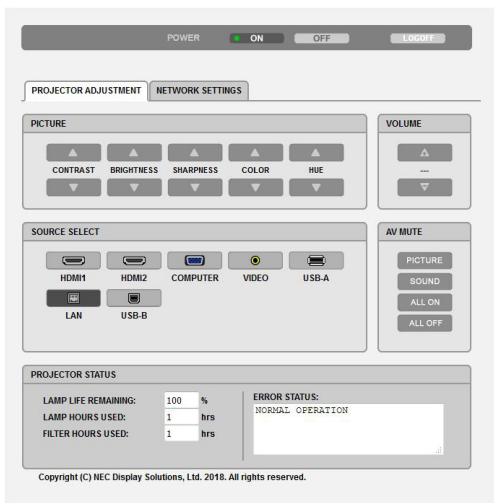 POWER ON OFF LOGOFF
PROJECTOR ADJUSTMENT NETWORK SETTINGS
PICTURE
CONTRAST BRIGHTNESS SHARPNESS COLOR HUE
VOLUME
---
SOURCE SELECT
HDMI1 HDMI2 COMPUTER VIDEO USB-A
LAN USB-B
AV MUTE
PICTURE
SOUND
ALL ON
ALL OFF
PROJECTOR STATUS
LAMP LIFE REMAINING: 100 %
LAMP HOURS USED: 1 hrs
FILTER HOURS USED: 1 hrs
ERROR STATUS:
NORMAL OPERATION
Copyright (C) NEC Display Solutions, Ltd. 2018. All rights reserved.